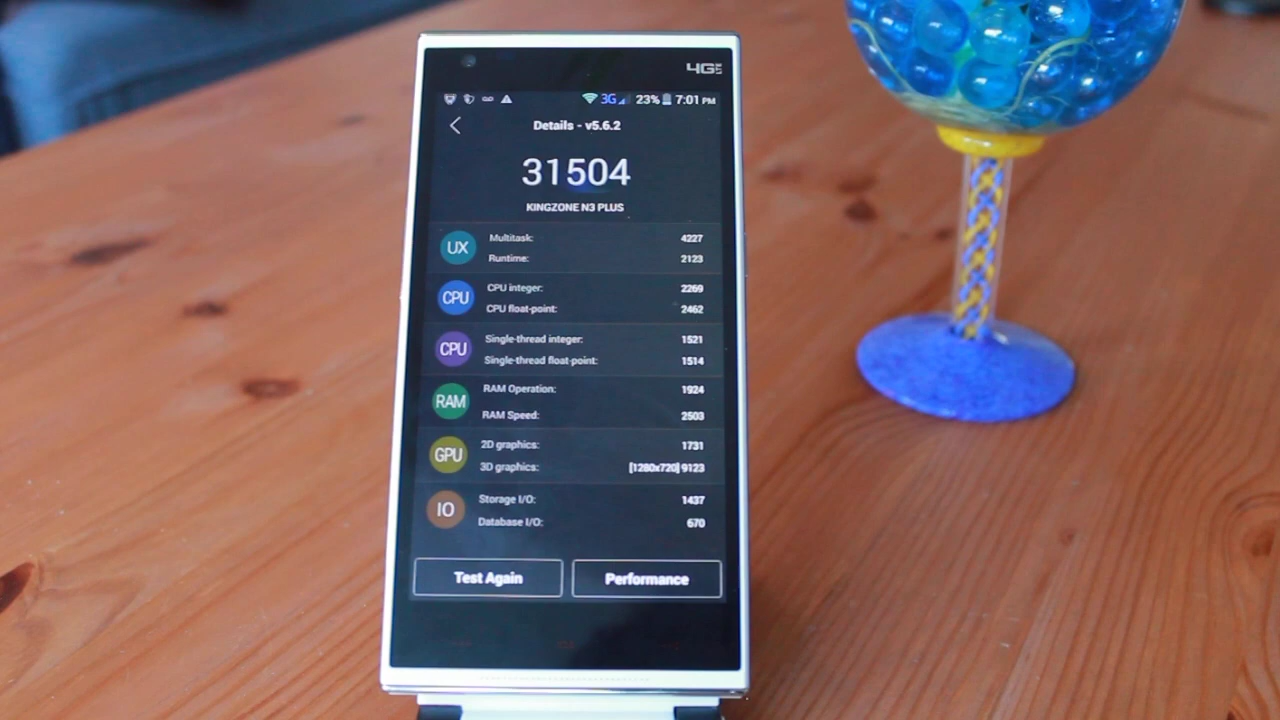 4G LTE
3G 23% 7:01 PM
Details - v5.6.2
31504
KINGZONE N3 PLUS
UX Multitask: 4227
Runtime: 2123
CPU CPU integer: 2269
CPU float-point: 2462
CPU Single-thread integer: 1521
Single-thread float-point: 1514
RAM RAM Operation: 1924
RAM Speed: 2503
GPU 2D graphics: 1731
3D graphics: [1280x720] 9123
IO Storage I/O: 1437
Database I/O: 670
Test Again Performance